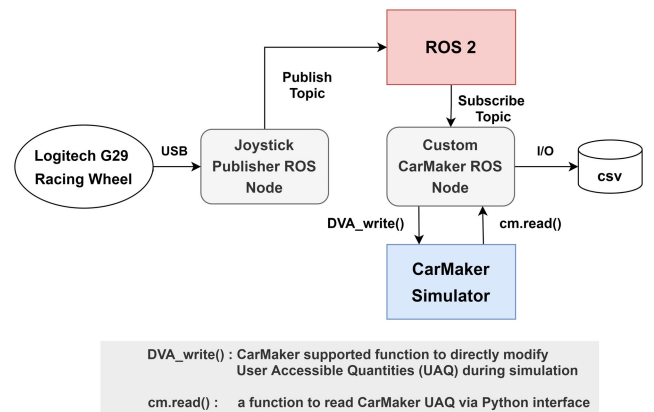 ROS 2
Publish
Topic
Subscribe
Topic
Logitech G29
Racing Wheel
USB
Joystick
Publisher ROS
Node
Custom
CarMaker ROS
Node
I/O
csv
DVA_write()
cm.read()
CarMaker
Simulator
DVA_write() : CarMaker supported function to directly modify
User Accessible Quantities (UAQ) during simulation
cm.read() : a function to read CarMaker UAQ via Python interface